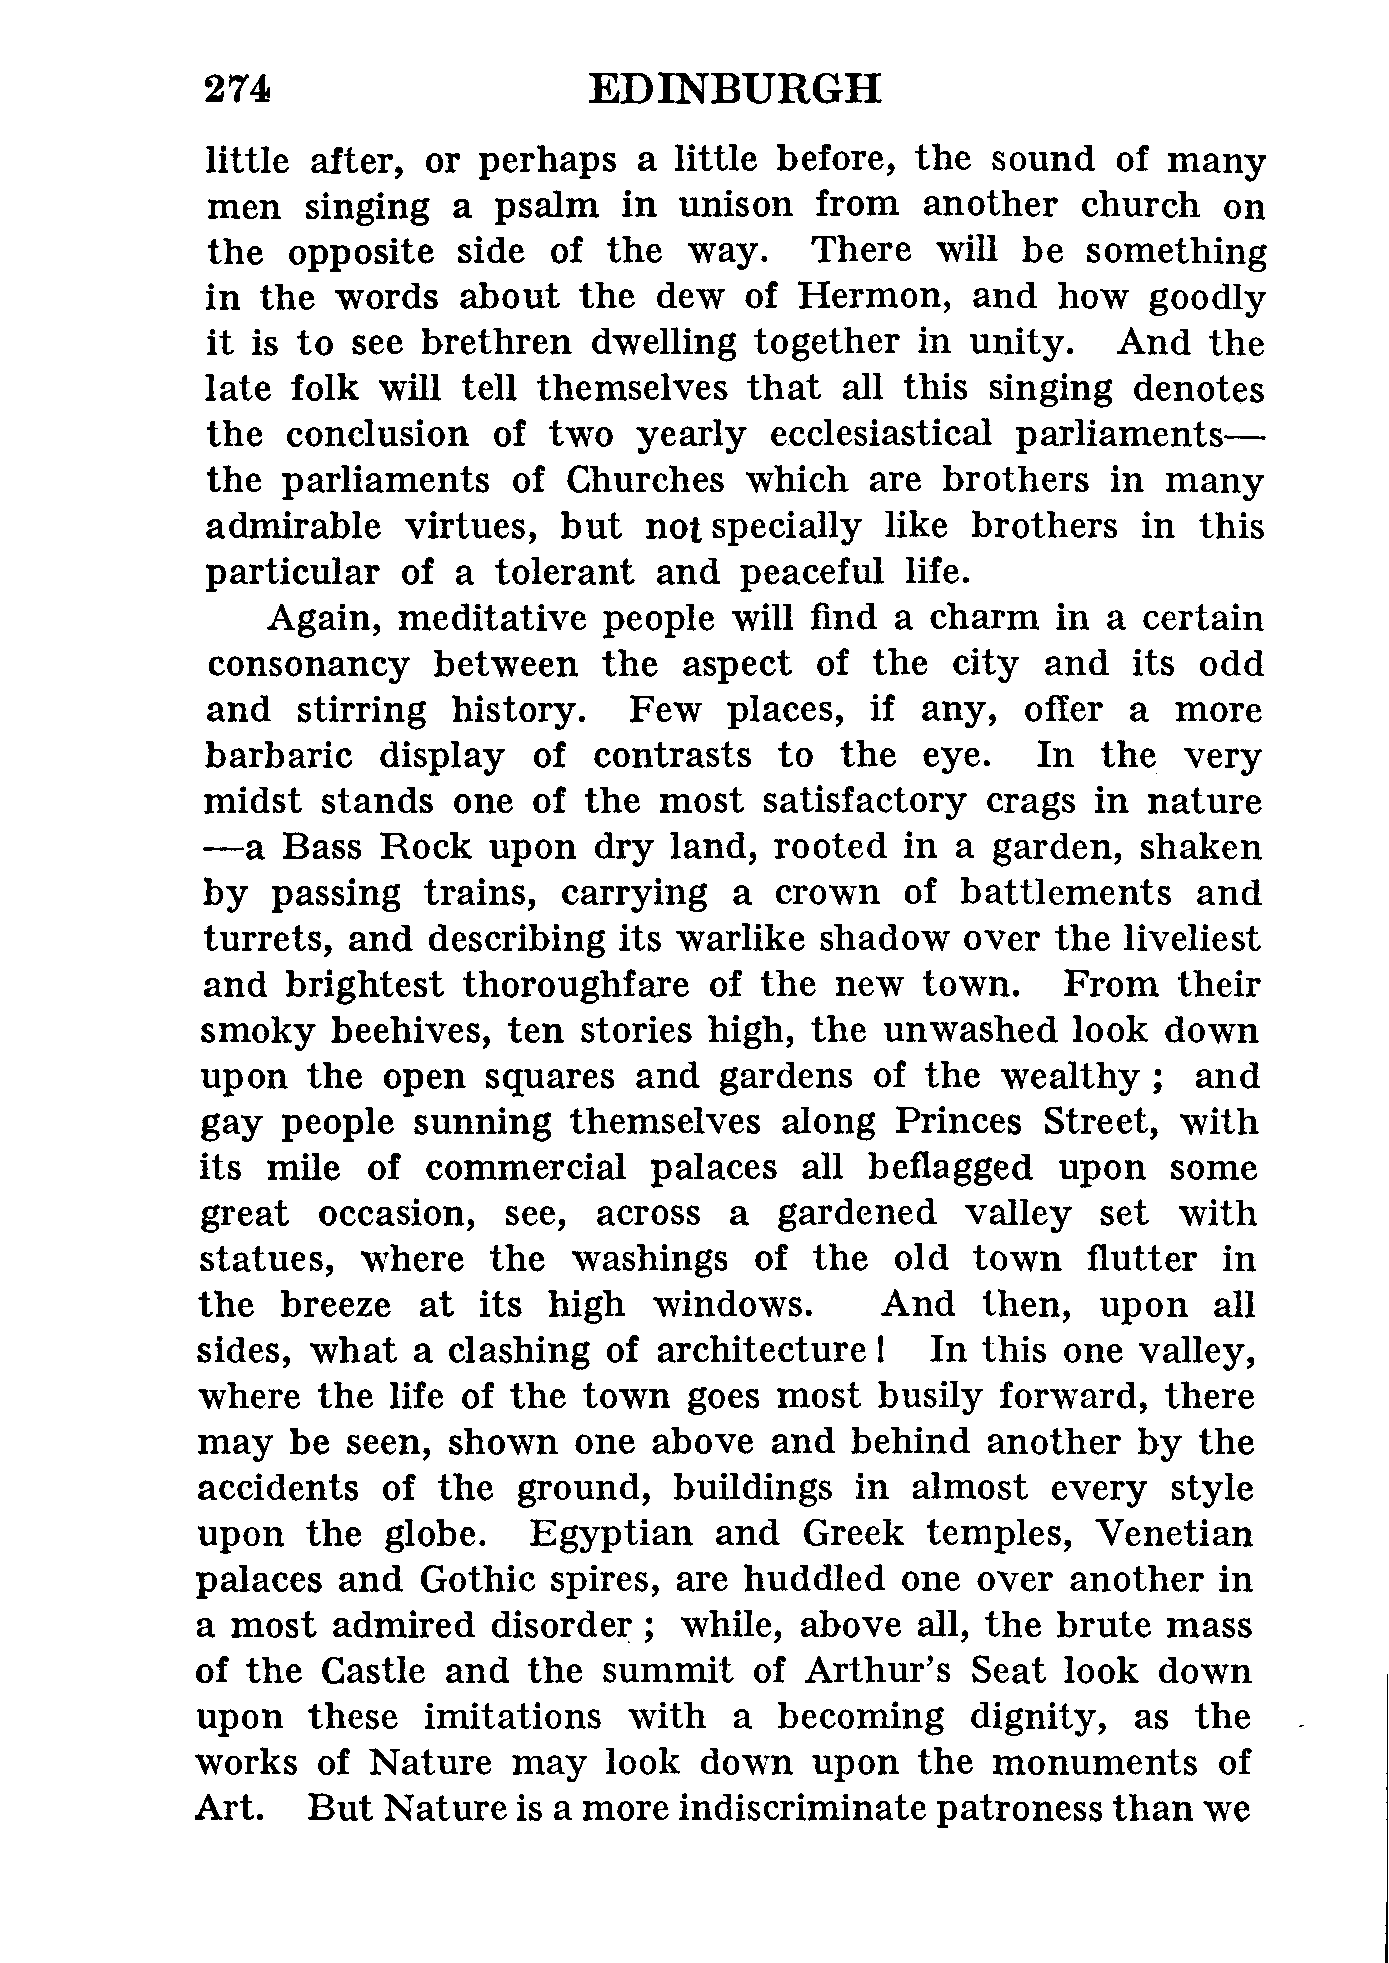 274 EDINBURGH
little after, or perhaps a little before, the sound of many
men singing a psalm in unison from another church on
the opposite side of the way. There will be something
in the words about the dew of Hermon, and how goodly
it is to see brethren dwelling together in unity. And the
late folk will tell themselves that all this singing denotes
the conclusion of two yearly ecclesiastical parliaments—
the parliaments of Churches which are brothers in many
admirable virtues, but not specially like brothers in this
particular of a tolerant and peaceful life.
Again, meditative people will find a charm in a certain
consonancy between the aspect of the city and its odd
and stirring history. Few places, if any, offer a more
barbaric display of contrasts to the eye. In the very
midst stands one of the most satisfactory crags in nature
—a Bass Rock upon dry land, rooted in a garden, shaken
by passing trains, carrying a crown of battlements and
turrets, and describing its warlike shadow over the liveliest
and brightest thoroughfare of the new town. From their
smoky beehives, ten stories high, the unwashed look down
upon the open squares and gardens of the wealthy ; and
gay people sunning themselves along Princes Street, with
its mile of commercial palaces all beflagged upon some
great occasion, see, across a gardened valley set with
statues, where the washings of the old town flutter in
the breeze at its high windows. And then, upon all
sides, what a clashing of architecture ! In this one valley,
where the life of the town goes most busily forward, there
may be seen, shown one above and behind another by the
accidents of the ground, buildings in almost every style
upon the globe. Egyptian and Greek temples, Venetian
palaces and Gothic spires, are huddled one over another in
a most admired disorder ; while, above all, the brute mass
of the Castle and the summit of Arthur's Seat look down
upon these imitations with a becoming dignity, as the
works of Nature may look down upon the monuments of
Art. But Nature is a more indiscriminate patroness than we